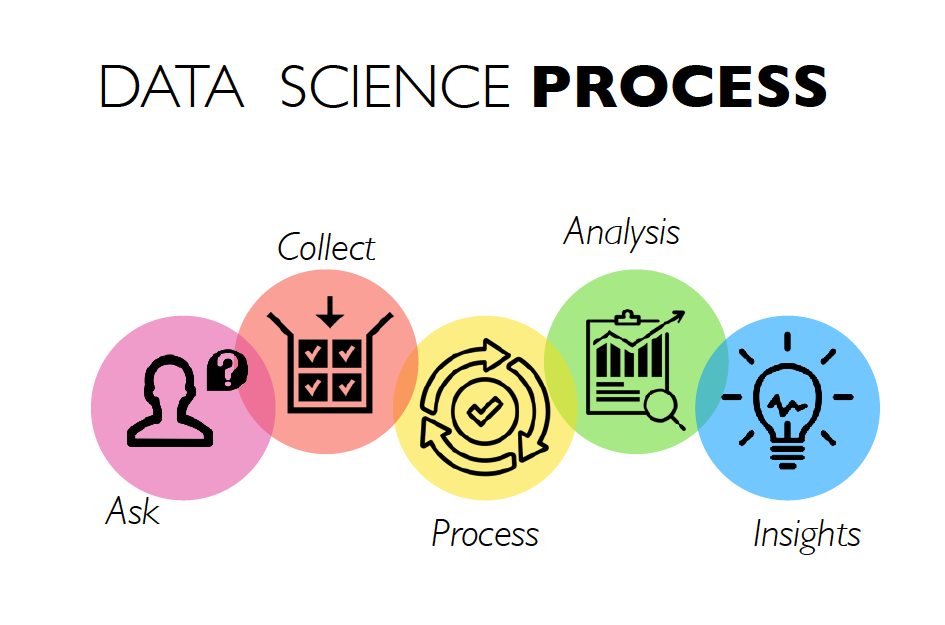 DATA SCIENCE PROCESS
Ask
Collect
Process
Analysis
Insights